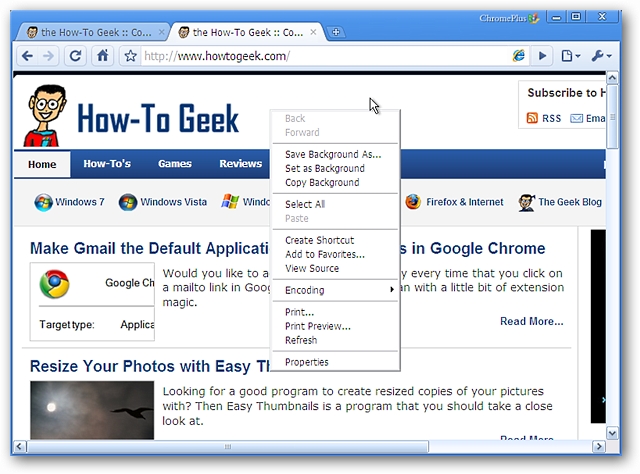 ChromePlus
the How-To Geek :: Co...
the How-To Geek :: Co...
http://www.howtogeek.com/
How-To Geek
Subscribe to H
RSS
Emai
Home
How-To's
Games
Reviews
Windows 7
Windows Vista
Windo
Firefox & Internet
The Geek Blog
Back
Forward
Save Background As...
Set as Background
Copy Background
Select All
Paste
Create Shortcut
Add to Favorites...
View Source
Encoding
Print...
Print Preview...
Refresh
Properties
Make Gmail the Default Applicati
s in Google Chrome
Google Ch
Target type:
Applica
Would you like to a
y every time that you click on
a mailto link in Goog
an with a little bit of extension
magic.
Read More...
Resize Your Photos with Easy Th
Looking for a good program to create resized copies of your pictures
with? Then Easy Thumbnails is a program that you should take a close
look at.
Read More...